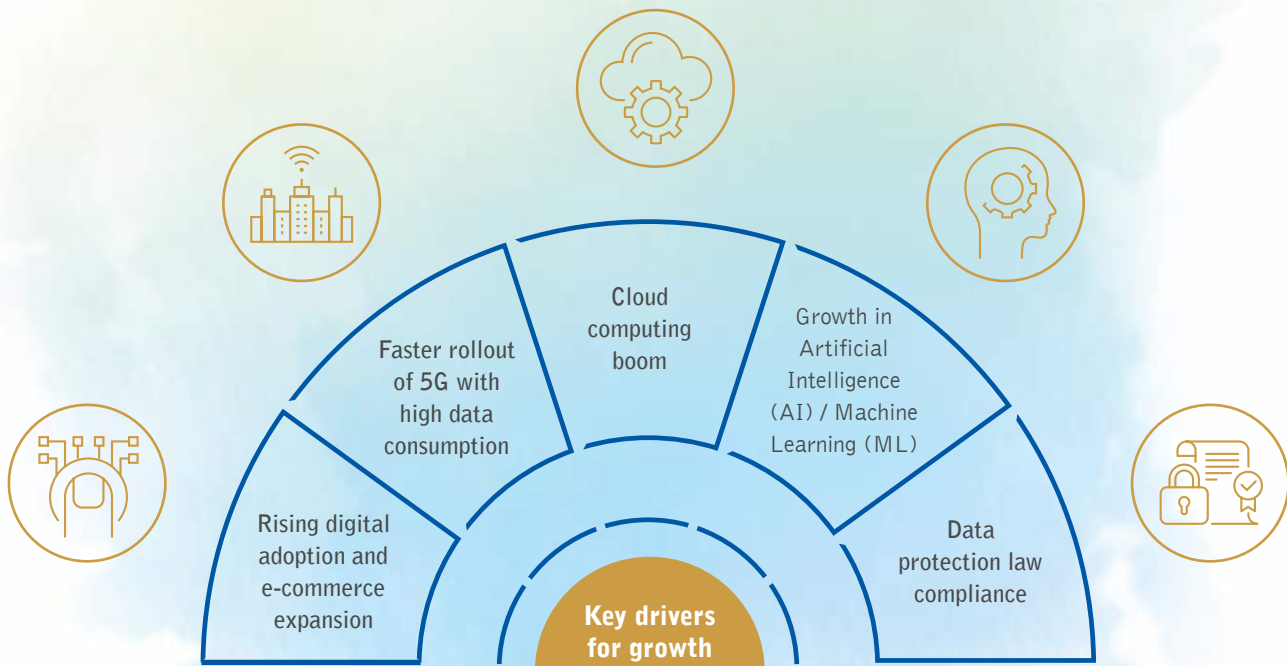 Rising digital
adoption and
e-commerce
expansion
Faster rollout
of 5G with
high data
consumption
Cloud
computing
boom
Growth in
Artificial
Intelligence
(AI) / Machine
Learning (ML)
Data
protection law
compliance
Key drivers
for growth